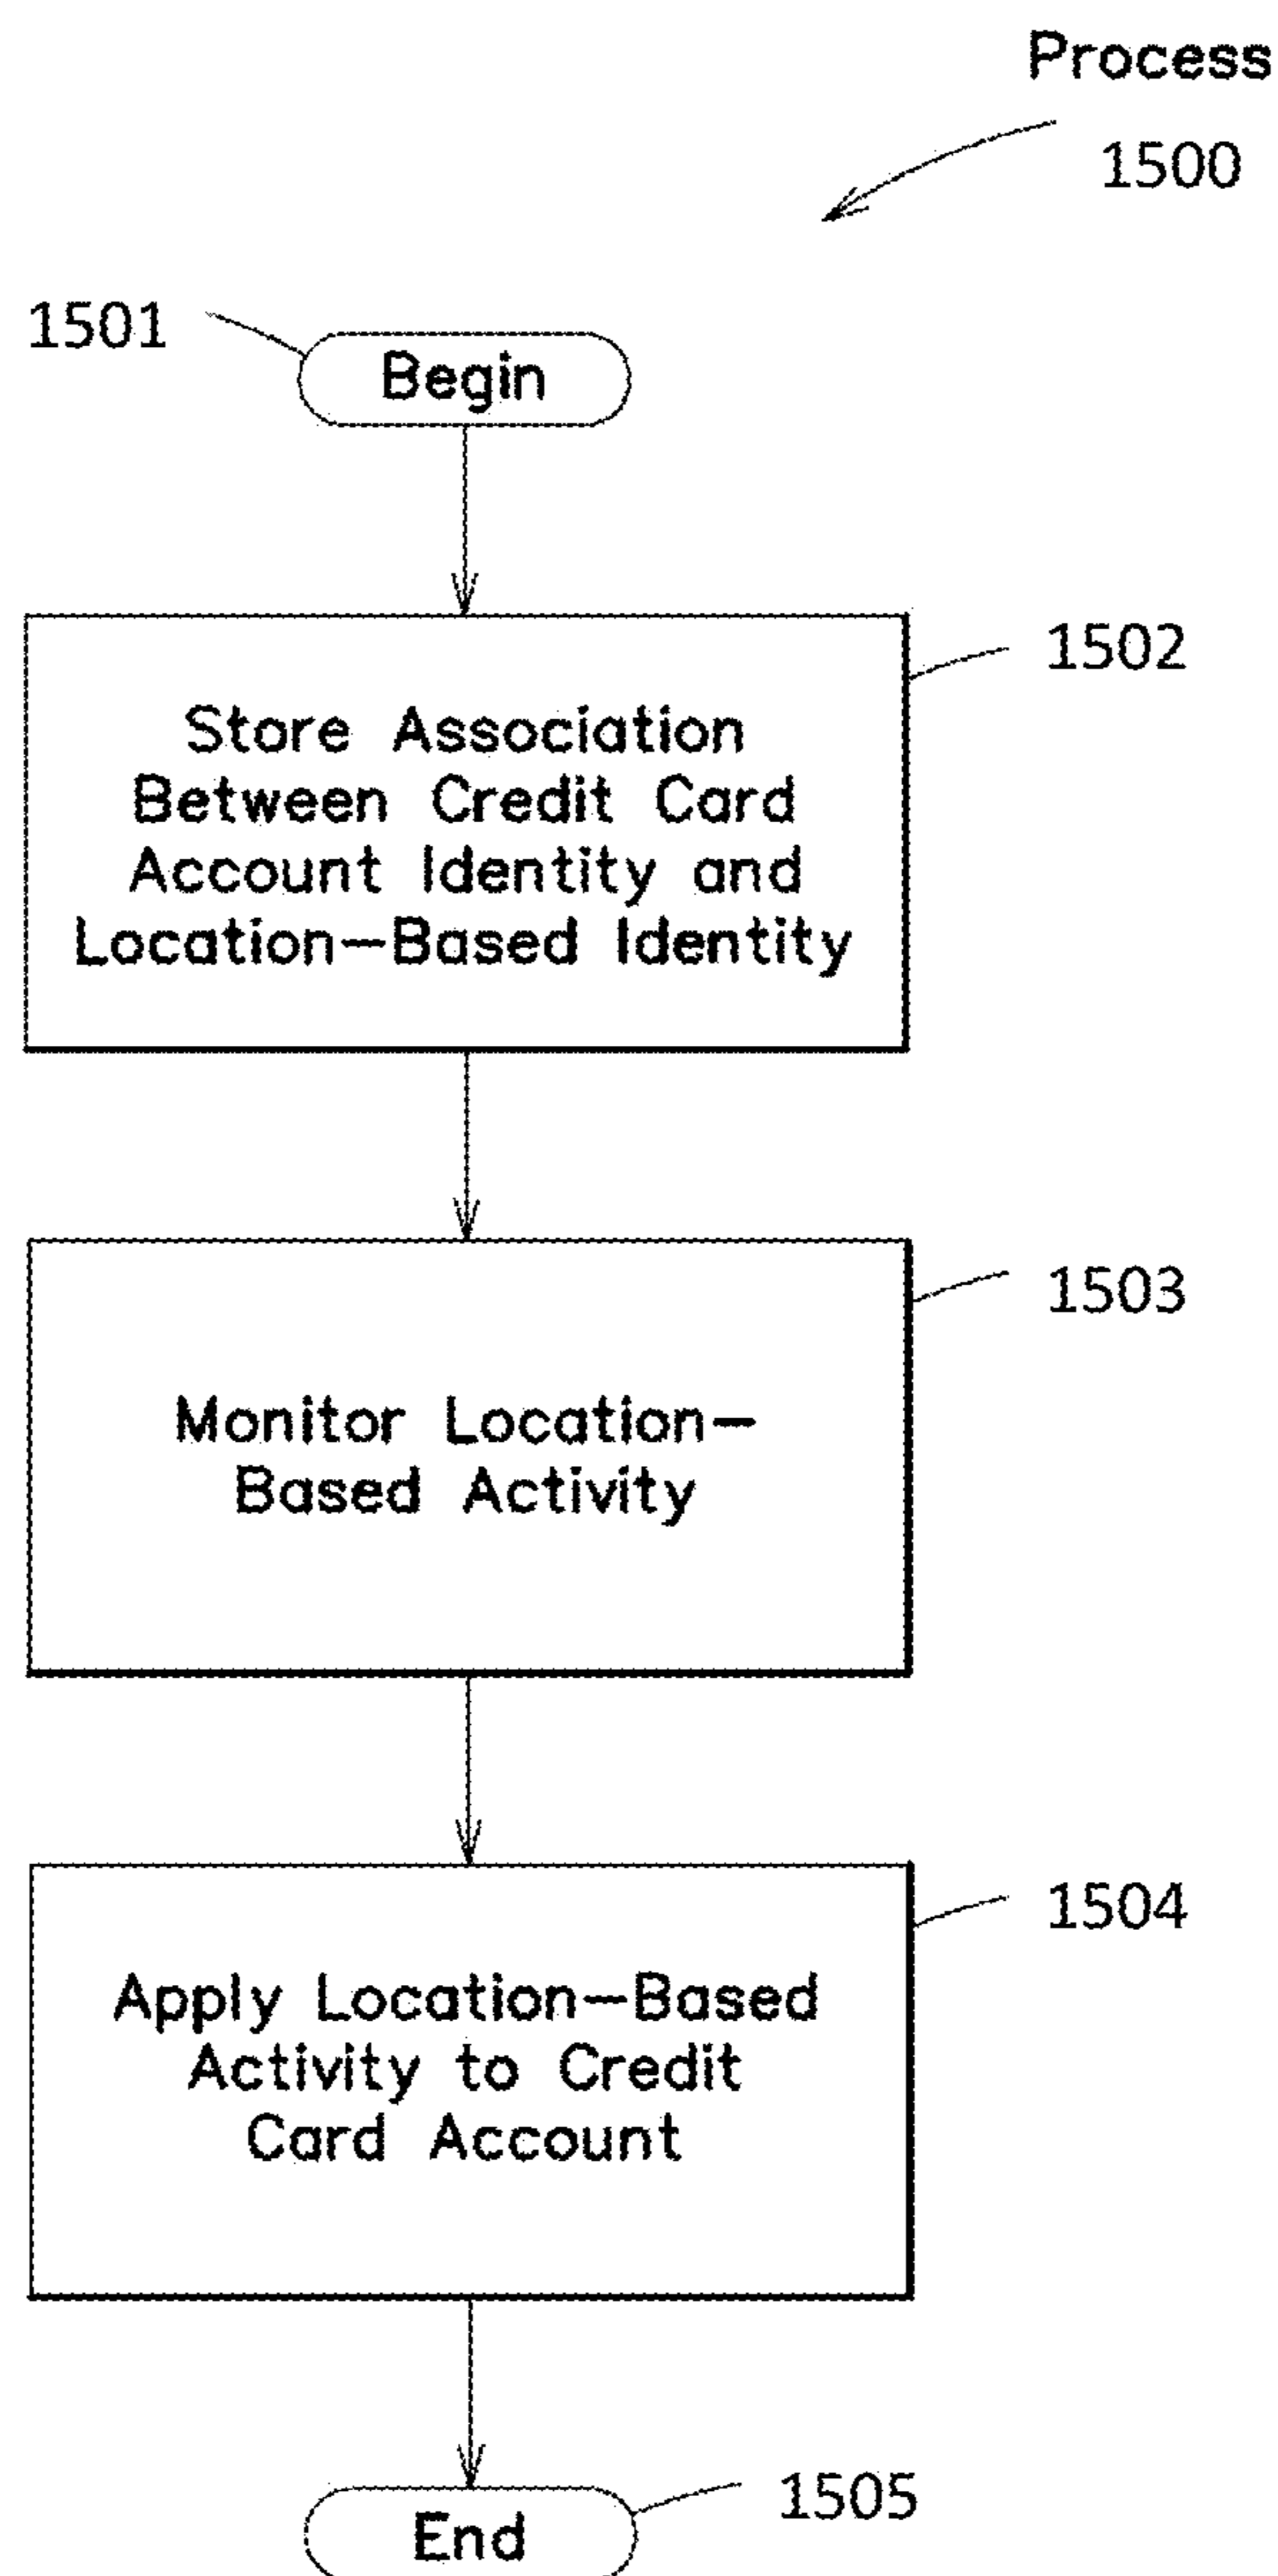 Process
1500
1501
Begin
1502
Store Association
Between Credit Card
Account Identity and
Location-Based Identity
1503
Monitor Location-
Based Activity
1504
Apply Location-Based
Activity to Credit
Card Account
1505
End